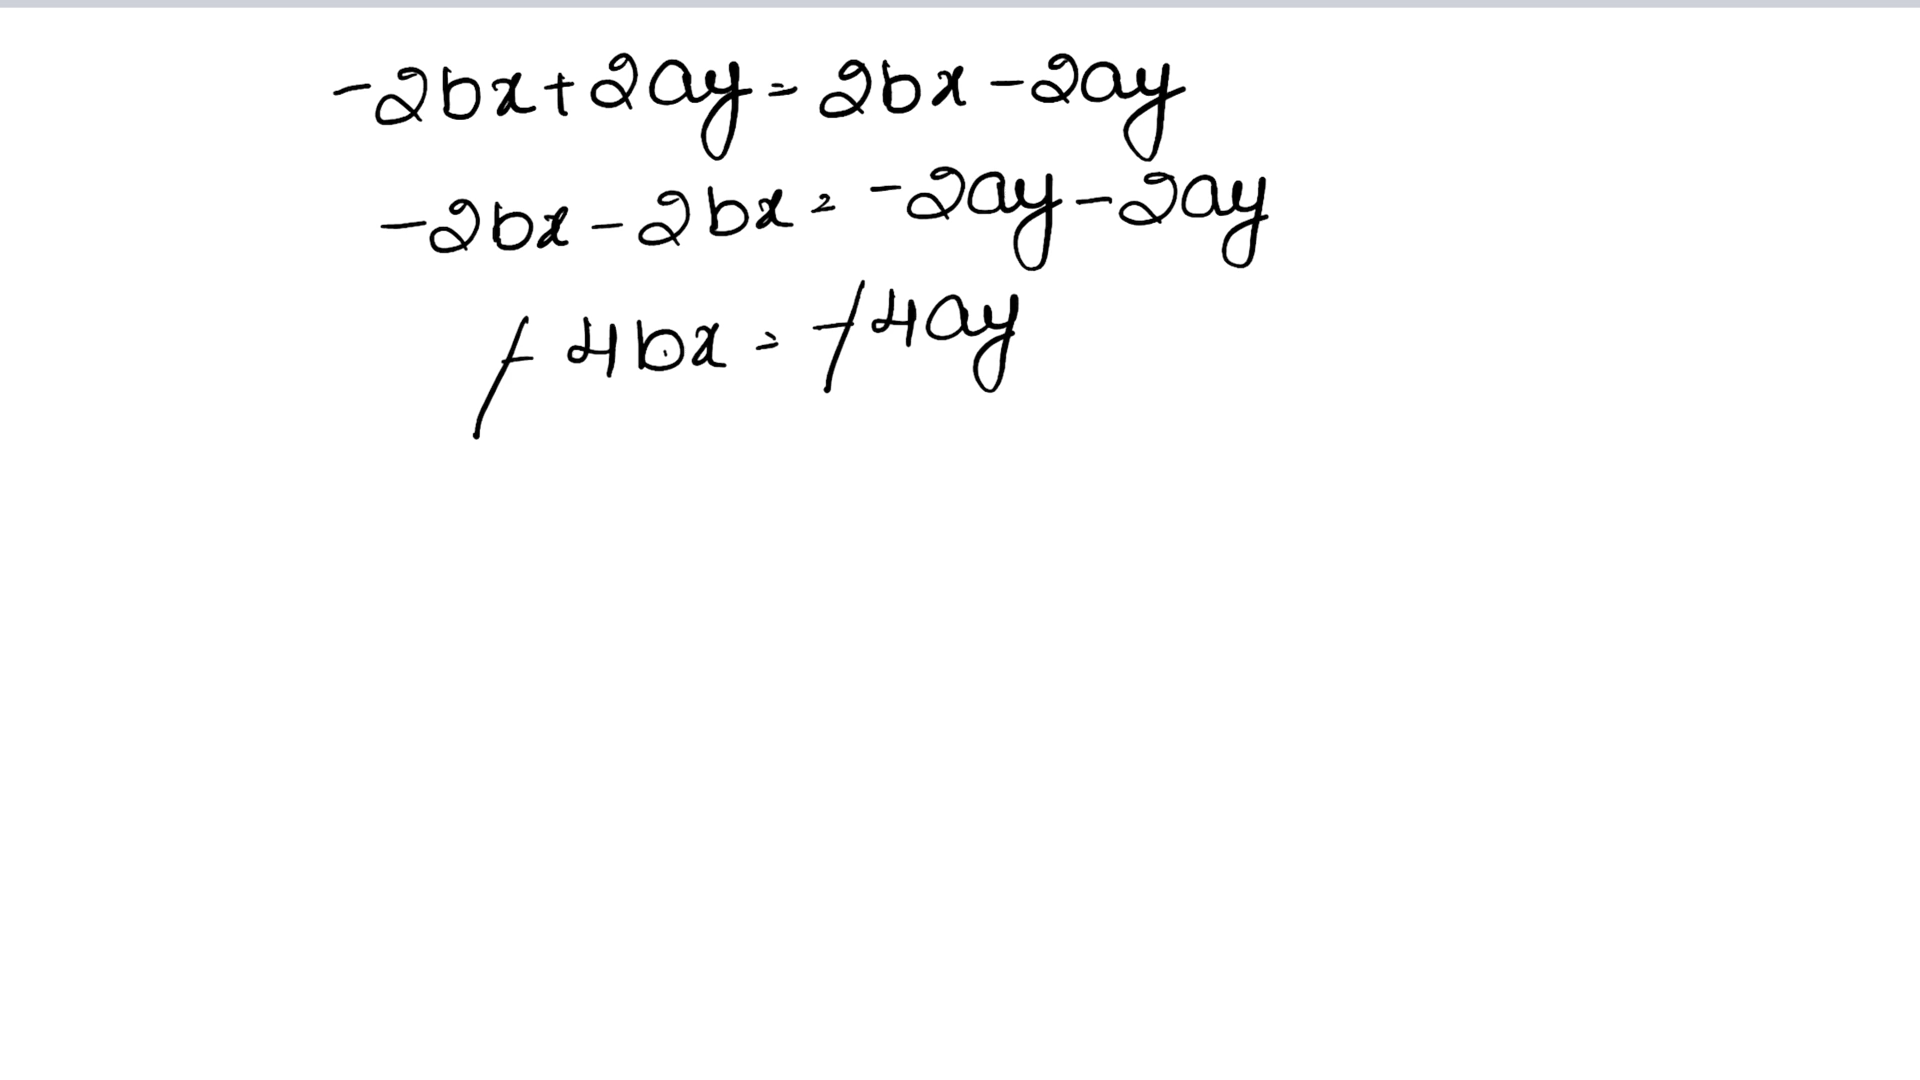 -2bx+2ay = 2bx-2ay
-2bx-2bx = -2ay-2ay
-4bx = -4ay